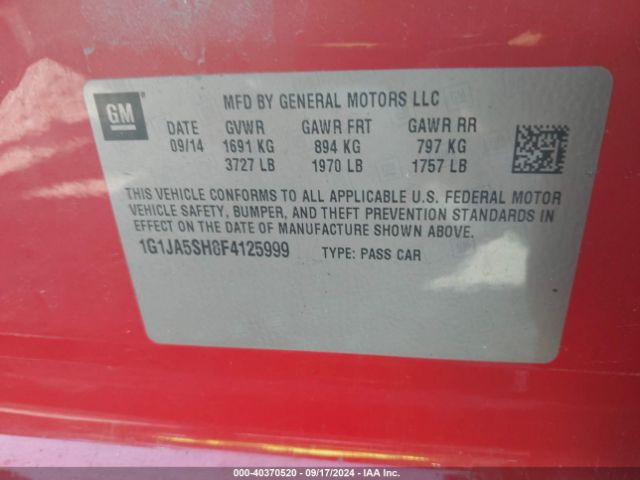 GM
MFD BY GENERAL MOTORS LLC
DATE GVWR GAWR FRT GAWR RR
09/14 1691 KG 894 KG 797 KG
3727 LB 1970 LB 1757 LB
THIS VEHICLE CONFORMS TO ALL APPLICABLE U.S. FEDERAL MOTOR
VEHICLE SAFETY, BUMPER, AND THEFT PREVENTION STANDARDS IN
EFFECT ON THE DATE OF MANUFACTURE SHOWN ABOVE.
1G1JA5SH8F4125999 TYPE: PASS CAR
000-40370520 - 09/17/2024 - IAA Inc.